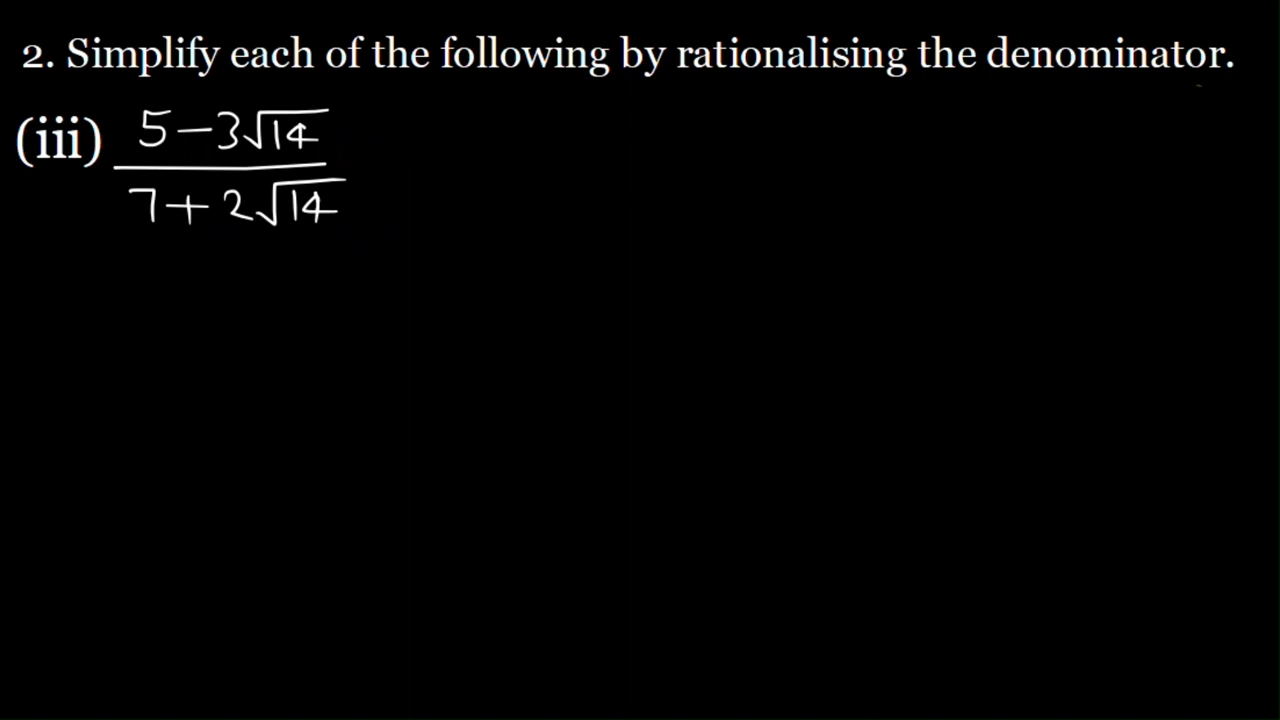 2. Simplify each of the following by rationalising the denominator.
(iii) 5-3√14
7+2√14